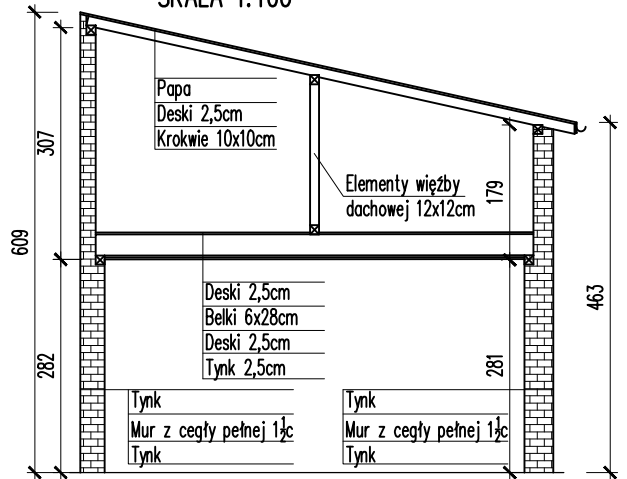 SKALA 1:100
Papa
Deski 2,5cm
Krokwie 10x10cm
307
Elementy więźby
dachowej 12x12cm
179
609
463
Deski 2,5cm
Belki 6x28cm
Deski 2,5cm
Tynk 2,5cm
282
281
Tynk
Mur z cegły pełnej 1½c
Tynk
Tynk
Mur z cegły pełnej 1½c
Tynk